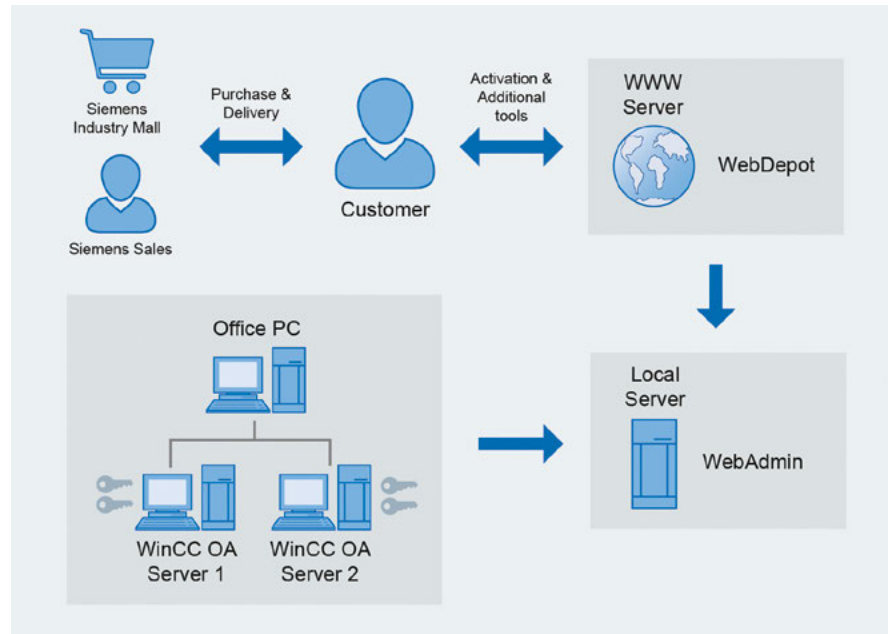 Siemens
Industry Mall
Siemens Sales
Purchase &
Delivery
Customer
Activation &
Additional
tools
WWW
Server
WebDepot
Office PC
WinCC OA
Server 1
WinCC OA
Server 2
Local
Server
WebAdmin